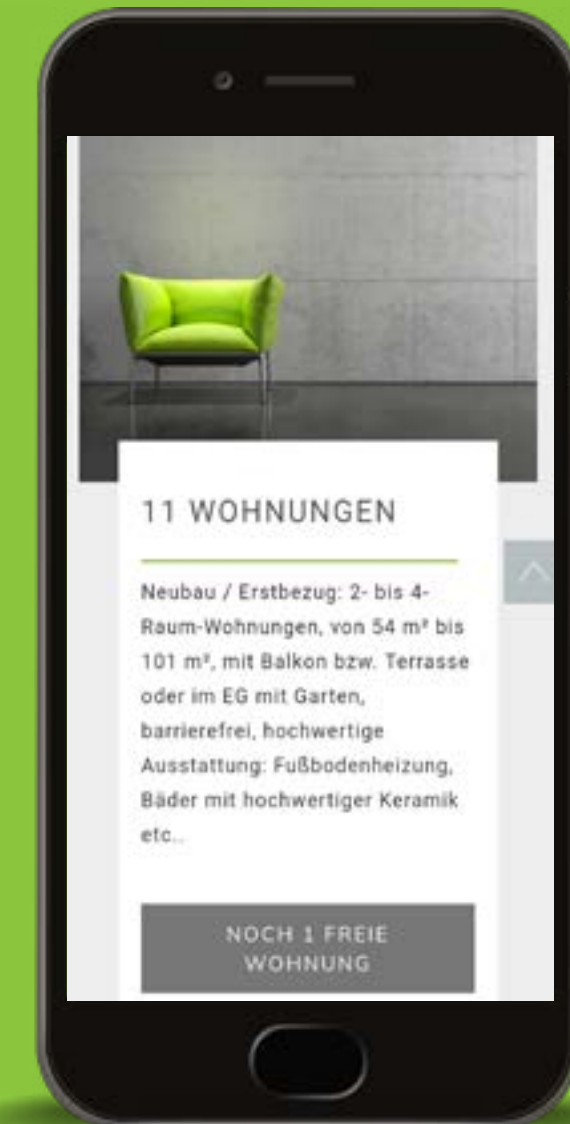 11 WOHNUNGEN
Neubau / Erstbezug: 2- bis 4-
Raum-Wohnungen, von 54 m² bis
101 m², mit Balkon bzw. Terrasse
oder im EG mit Garten,
barrierefrei, hochwertige
Ausstattung: Fußbodenheizung,
Bäder mit hochwertiger Keramik
etc..
NOCH 1 FREIE
WOHNUNG